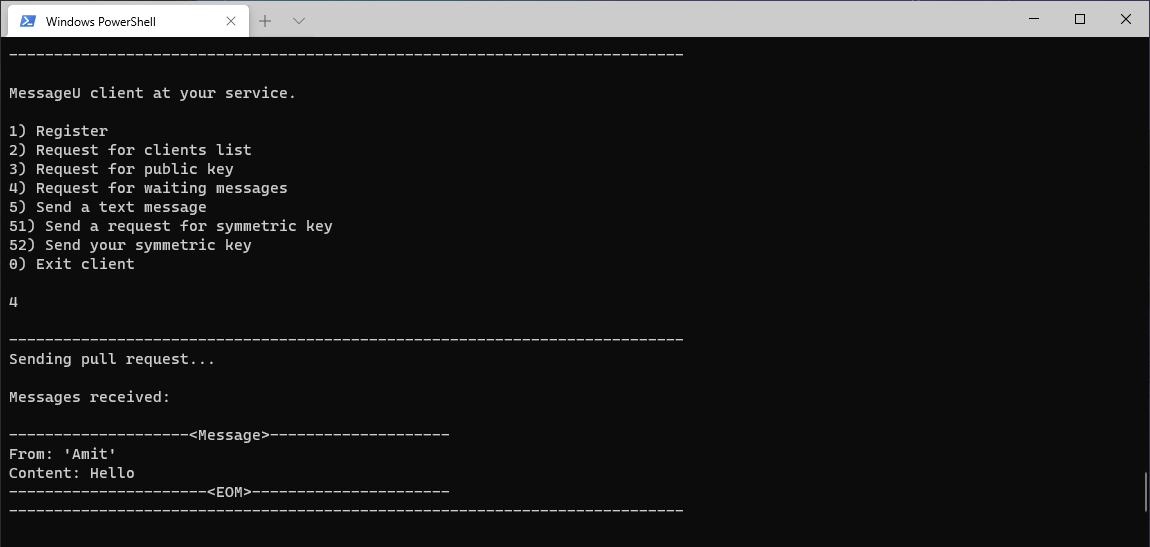 Windows PowerShell
---------------------------------------------------------------------------
MessageU client at your service.
1) Register
2) Request for clients list
3) Request for public key
4) Request for waiting messages
5) Send a text message
51) Send a request for symmetric key
52) Send your symmetric key
0) Exit client
4
---------------------------------------------------------------------------
Sending pull request...
Messages received:
--------------------<Message>--------------------
From: 'Amit'
Content: Hello
----------------------<EOM>----------------------
---------------------------------------------------------------------------